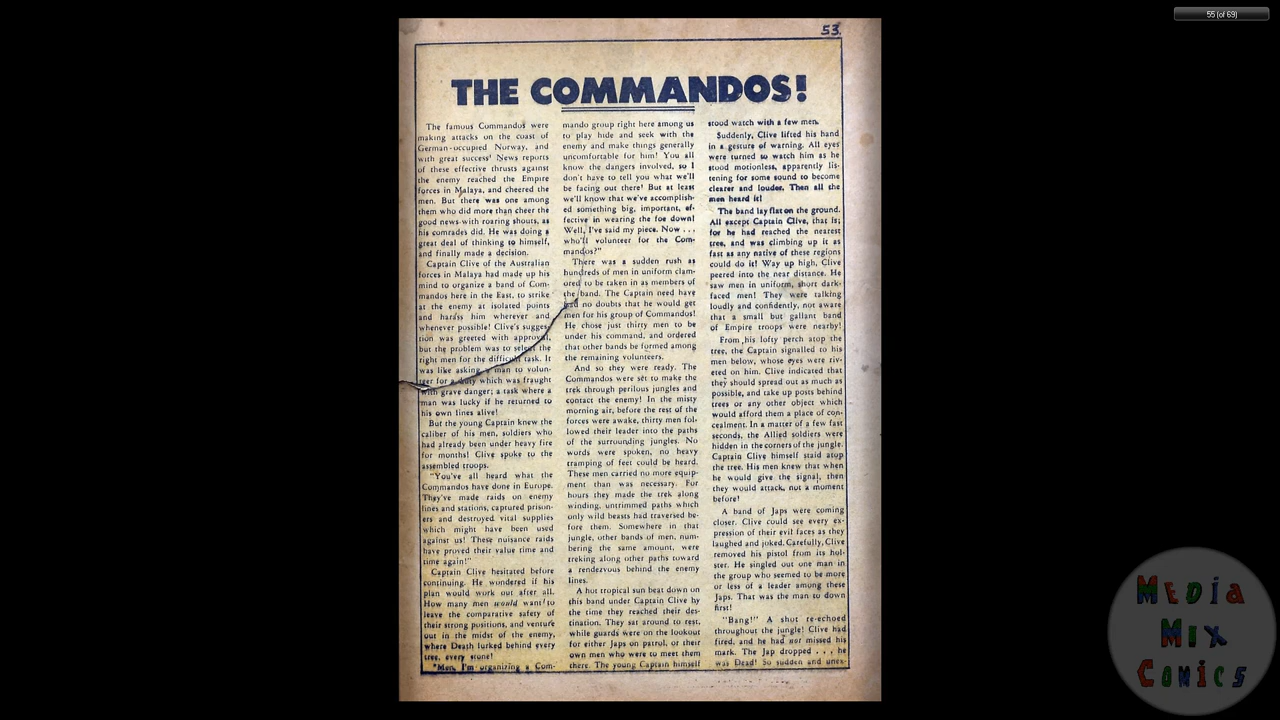 55 (of 69)
53
THE COMMANDOS!
The famous Commandos were
making attacks on the coast of
German-occupied Norway, and
with great success! News reports
of these effective thrusts against
the enemy reached the Empire
forces in Malaya, and cheered the
men. But there was one among
them who did more than cheer the
good news with roaring shouts, as
his comrades did. He was doing a
great deal of thinking to himself,
and finally made a decision.
Captain Clive of the Australian
forces in Malaya had made up his
mind to organize a band of Com-
mandos here in the East, to strike
at the enemy at isolated points
and harass him wherever and
whenever possible! Clive's sugges-
tion was greeted with approval,
but the problem was to select the
right men for the difficult task. It
was like asking a man to volun-
teer for a duty which was fraught
with grave danger; a task where a
man was lucky if he returned to
his own lines alive!
But the young Captain knew the
caliber of his men, soldiers who
had already been under heavy fire
for months! Clive spoke to the
assembled troops.
"You've all heard what the
Commandos have done in Europe.
They've made raids on enemy
lines and stations, captured prison-
ers and destroyed vital supplies
which might have been used
against us! These nuisance raids
have proved their value time and
time again!"
Captain Clive hesitated before
continuing. He wondered if his
plan would work out after all.
How many men would want to
leave the comparative safety of
their strong positions, and venture
out in the midst of the enemy,
where Death lurked behind every
tree, every stone!
"Men, I'm organizing a Com-
mando group right here among us
to play hide and seek with the
enemy and make things generally
uncomfortable for him! You all
know the dangers involved, so I
don't have to tell you what we'll
be facing out there! But at least
we'll know that we've accomplish-
ed something big, important, ef-
fective in wearing the foe down!
Well, I've said my piece. Now . . .
who'll volunteer for the Com-
mandos?"
There was a sudden rush as
hundreds of men in uniform clam-
ored to be taken in as members of
the band. The Captain need have
had no doubts that he would get
men for his group of Commandos!
He chose just thirty men to be
under his command, and ordered
that other bands be formed among
the remaining volunteers.
And so they were ready. The
Commandos were set to make the
trek through perilous jungles and
contact the enemy! In the misty
morning air, before the rest of the
forces were awake, thirty men fol-
lowed their leader into the paths
of the surrounding jungles. No
words were spoken, no heavy
tramping of feet could be heard.
These men carried no more equip-
ment than was necessary. For
hours they made the trek along
winding, untrimmed paths which
only wild beasts had traversed be-
fore them. Somewhere in that
jungle, other bands of men, num-
bering the same amount, were
trekking along other paths toward
a rendezvous behind the enemy
lines.
A hot tropical sun beat down on
this band under Captain Clive by
the time they reached their des-
tination. They sat around to rest,
while guards were on the lookout
for either Japs on patrol, or their
own men who were to meet them
there. The young Captain himself
stood watch with a few men.
Suddenly, Clive lifted his hand
in a gesture of warning. All eyes
were turned to watch him as he
stood motionless, apparently lis-
tening for some sound to become
clearer and louder. Then all the
men heard it!
The band lay flat on the ground.
All except Captain Clive, that is;
for he had reached the nearest
tree, and was climbing up it as
fast as any native of these regions
could do it! Way up high, Clive
peered into the near distance. He
saw men in uniform, short dark-
faced men! They were talking
loudly and confidently, not aware
that a small but gallant band
of Empire troops were nearby!
From his lofty perch atop the
tree, the Captain signalled to his
men below, whose eyes were riv-
eted on him. Clive indicated that
they should spread out as much as
possible, and take up posts behind
trees or any other object which
would afford them a place of con-
cealment. In a matter of a few fast
seconds, the Allied soldiers were
hidden in the corners of the jungle.
Captain Clive himself staid atop
the tree. His men knew that when
he would give the signal, then
they would attack, not a moment
before!
A band of Japs were coming
closer. Clive could see every ex-
pression of their evil faces as they
laughed and joked. Carefully, Clive
removed his pistol from its hol-
ster. He singled out one man in
the group who seemed to be more
or less of a leader among these
Japs. That was the man to down
first!
"Bang!" A shot re-echoed
throughout the jungle! Clive had
fired, and he had not missed his
mark. The Jap dropped . . . he
was Dead! So sudden and unex-
MEDIA
MIX
COMICS